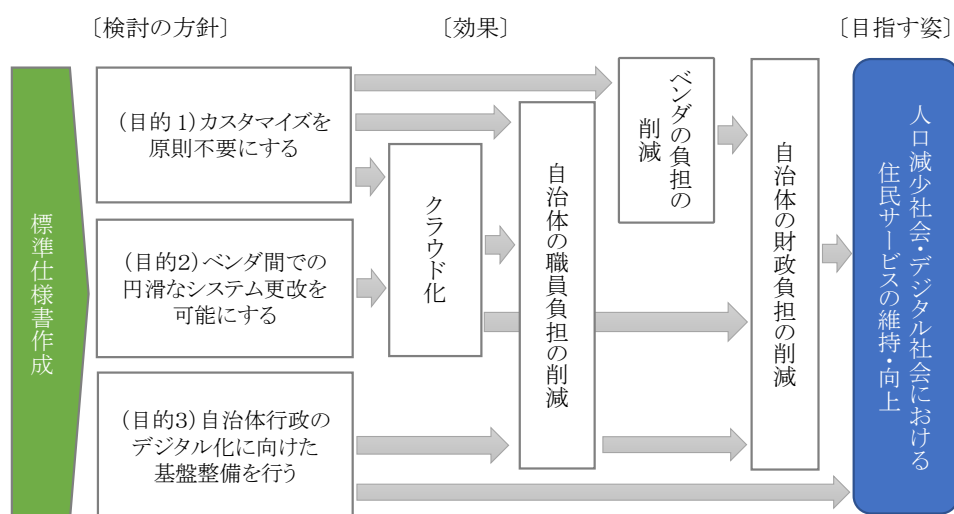 〔検討の方針〕
〔効果〕
〔目指す姿〕
標準仕様書作成
(目的1)カスタマイズを
原則不要にする
(目的2)ベンダ間での
円滑なシステム更改を
可能にする
(目的3)自治体行政の
デジタル化に向けた
基盤整備を行う
クラウド化
自治体の職員負担の削減
ベンダの負担の
削減
自治体の財政負担の削減
人口減少社会・デジタル社会における
住民サービスの維持・向上